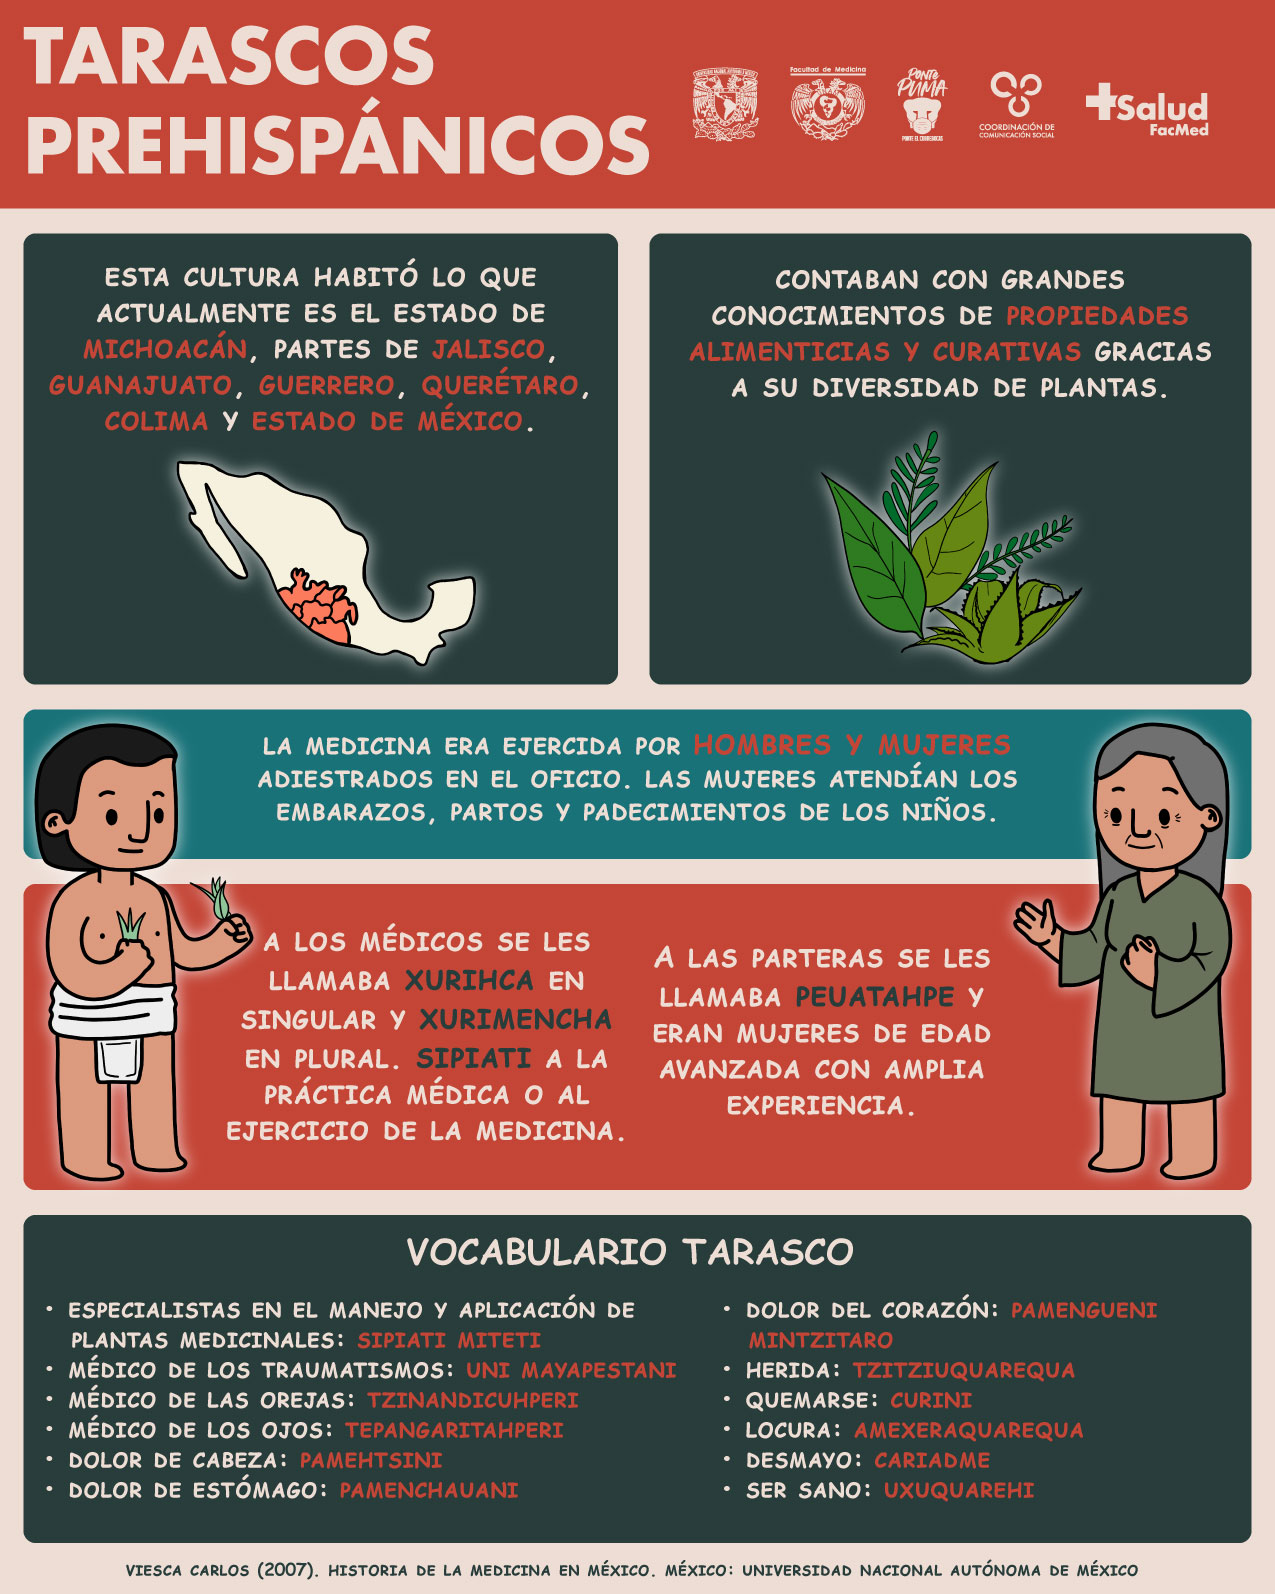 TARASCOS
PREHISPÁNICOS
Facultad de Medicina
PONTE
PUMA
PONTE EL CUBREBOCAS
COORDINACIÓN DE
COMUNICACIÓN SOCIAL
+Salud
FacMed
ESTA CULTURA HABITÓ LO QUE
ACTUALMENTE ES EL ESTADO DE
MICHOACÁN, PARTES DE JALISCO,
GUANAJUATO, GUERRERO, QUERÉTARO,
COLIMA Y ESTADO DE MÉXICO.
CONTABAN CON GRANDES
CONOCIMIENTOS DE PROPIEDADES
ALIMENTICIAS Y CURATIVAS GRACIAS
A SU DIVERSIDAD DE PLANTAS.
LA MEDICINA ERA EJERCIDA POR HOMBRES Y MUJERES
ADIESTRADOS EN EL OFICIO. LAS MUJERES ATENDÍAN LOS
EMBARAZOS, PARTOS Y PADECIMIENTOS DE LOS NIÑOS.
A LOS MÉDICOS SE LES
LLAMABA XURIHCA EN
SINGULAR Y XURIMENCHA
EN PLURAL. SIPIATI A LA
PRÁCTICA MÉDICA O AL
EJERCICIO DE LA MEDICINA.
A LAS PARTERAS SE LES
LLAMABA PEUATAHPE Y
ERAN MUJERES DE EDAD
AVANZADA CON AMPLIA
EXPERIENCIA.
VOCABULARIO TARASCO
• ESPECIALISTAS EN EL MANEJO Y APLICACIÓN DE
PLANTAS MEDICINALES: SIPIATI MITETI
• MÉDICO DE LOS TRAUMATISMOS: UNI MAYAPESTANI
• MÉDICO DE LAS OREJAS: TZINANDICUHPERI
• MÉDICO DE LOS OJOS: TEPANGARITAHPERI
• DOLOR DE CABEZA: PAMEHTSINI
• DOLOR DE ESTÓMAGO: PAMENCHAUANI
• DOLOR DEL CORAZÓN: PAMENGUENI
MINTZITARO
• HERIDA: TZITZIUQUAREQUA
• QUEMARSE: CURINI
• LOCURA: AMEXERAQUAREQUA
• DESMAYO: CARIADME
• SER SANO: UXUQUAREHI
VIESCA CARLOS (2007). HISTORIA DE LA MEDICINA EN MÉXICO. MÉXICO: UNIVERSIDAD NACIONAL AUTÓNOMA DE MÉXICO